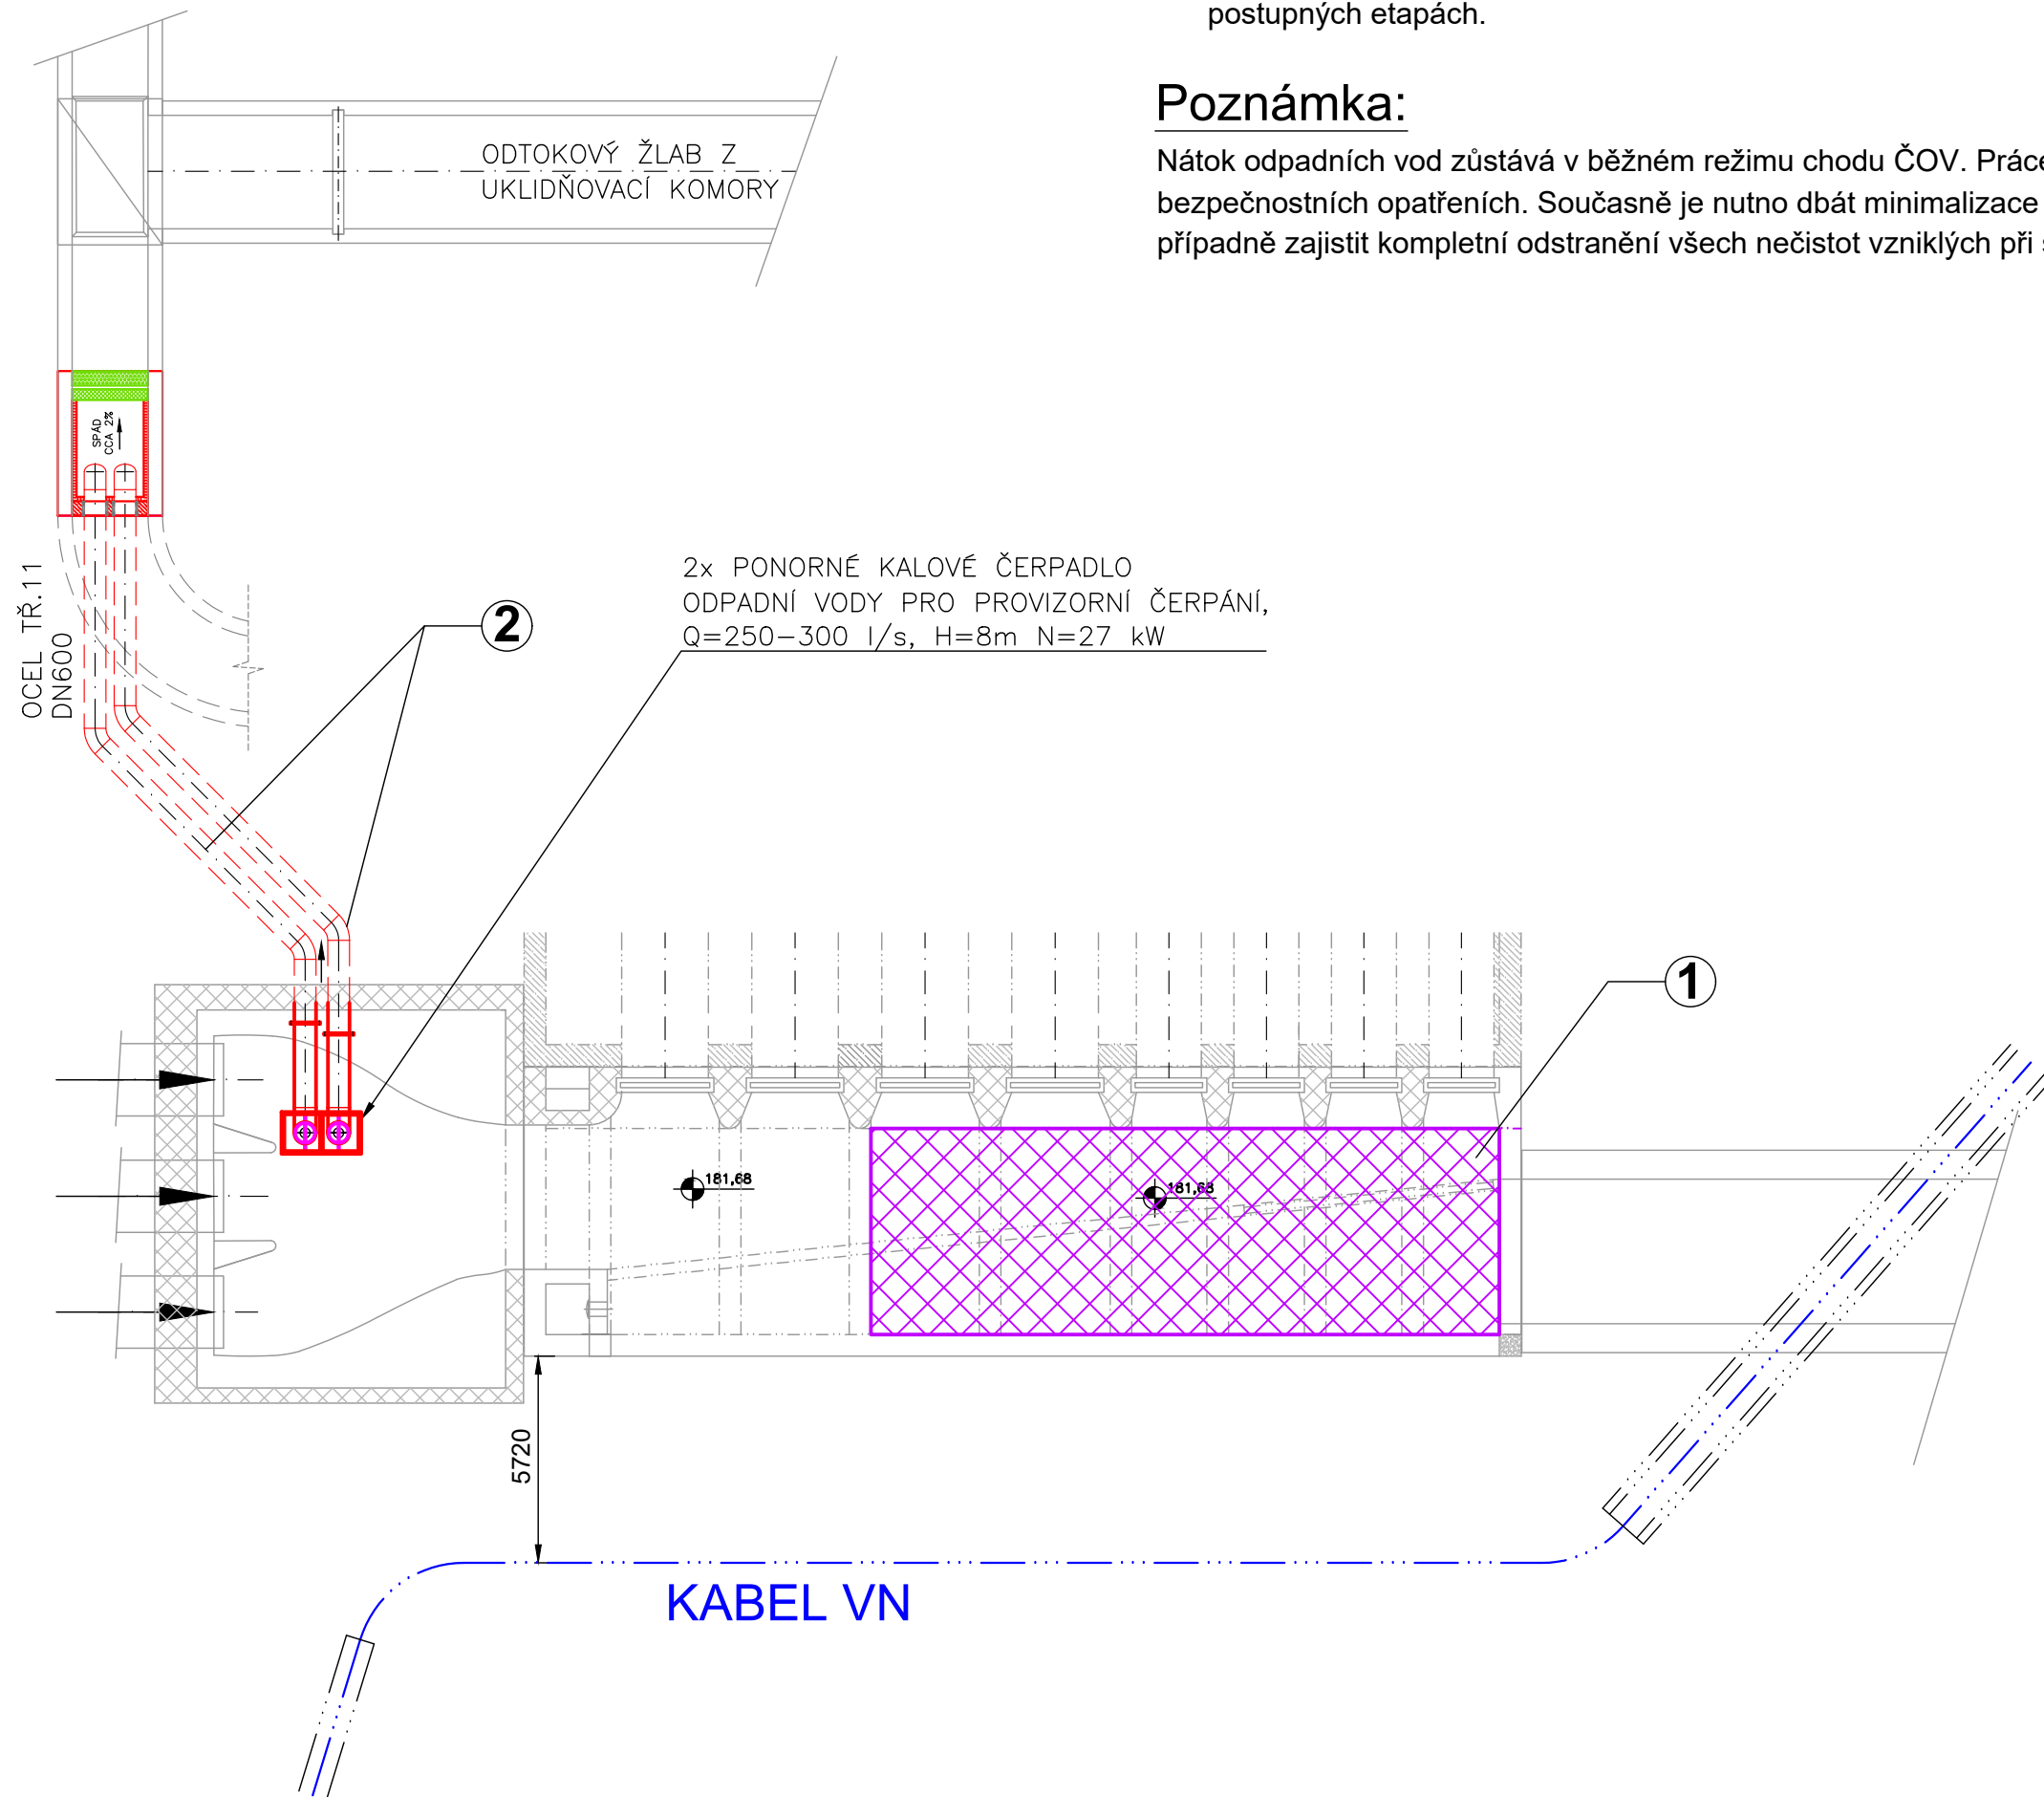 postupných etapách.
Poznámka:
Nátok odpadních vod zůstává v běžném režimu chodu ČOV. Práce
bezpečnostních opatřeních. Současně je nutno dbát minimalizace
případně zajistit kompletní odstranění všech nečistot vzniklých při
ODTOKOVÝ ŽLAB Z
UKLIDŇOVACÍ KOMORY
SPÁD
CCA 2%
OCEL TŘ.11
DN600
2
2x PONORNÉ KALOVÉ ČERPADLO
ODPADNÍ VODY PRO PROVIZORNÍ ČERPÁNÍ,
Q=250-300 l/s, H=8m N=27 kW
1
181,68
181,68
5720
KABEL VN